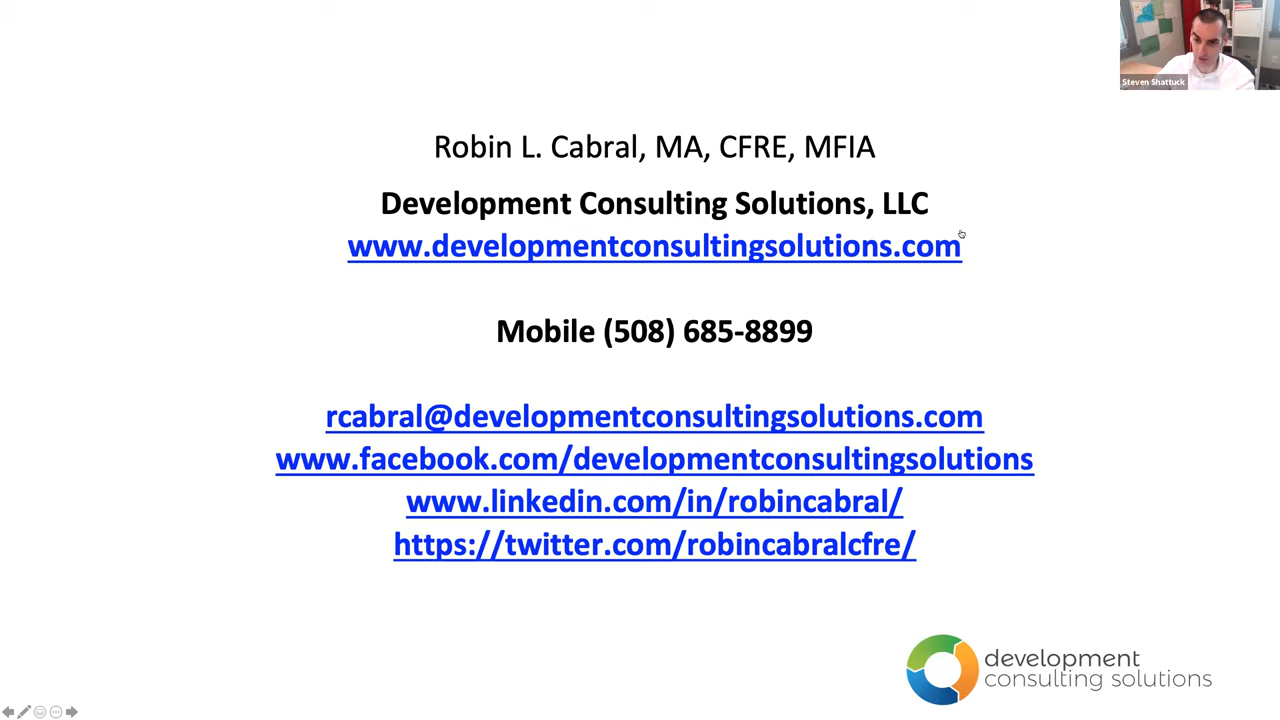 Steven Shattuck
Robin L. Cabral, MA, CFRE, MFIA
Development Consulting Solutions, LLC
www.developmentconsultingsolutions.com
Mobile (508) 685-8899
rcabral@developmentconsultingsolutions.com
www.facebook.com/developmentconsultingsolutions
www.linkedin.com/in/robincabral/
https://twitter.com/robincabralcfre/
development
consulting solutions